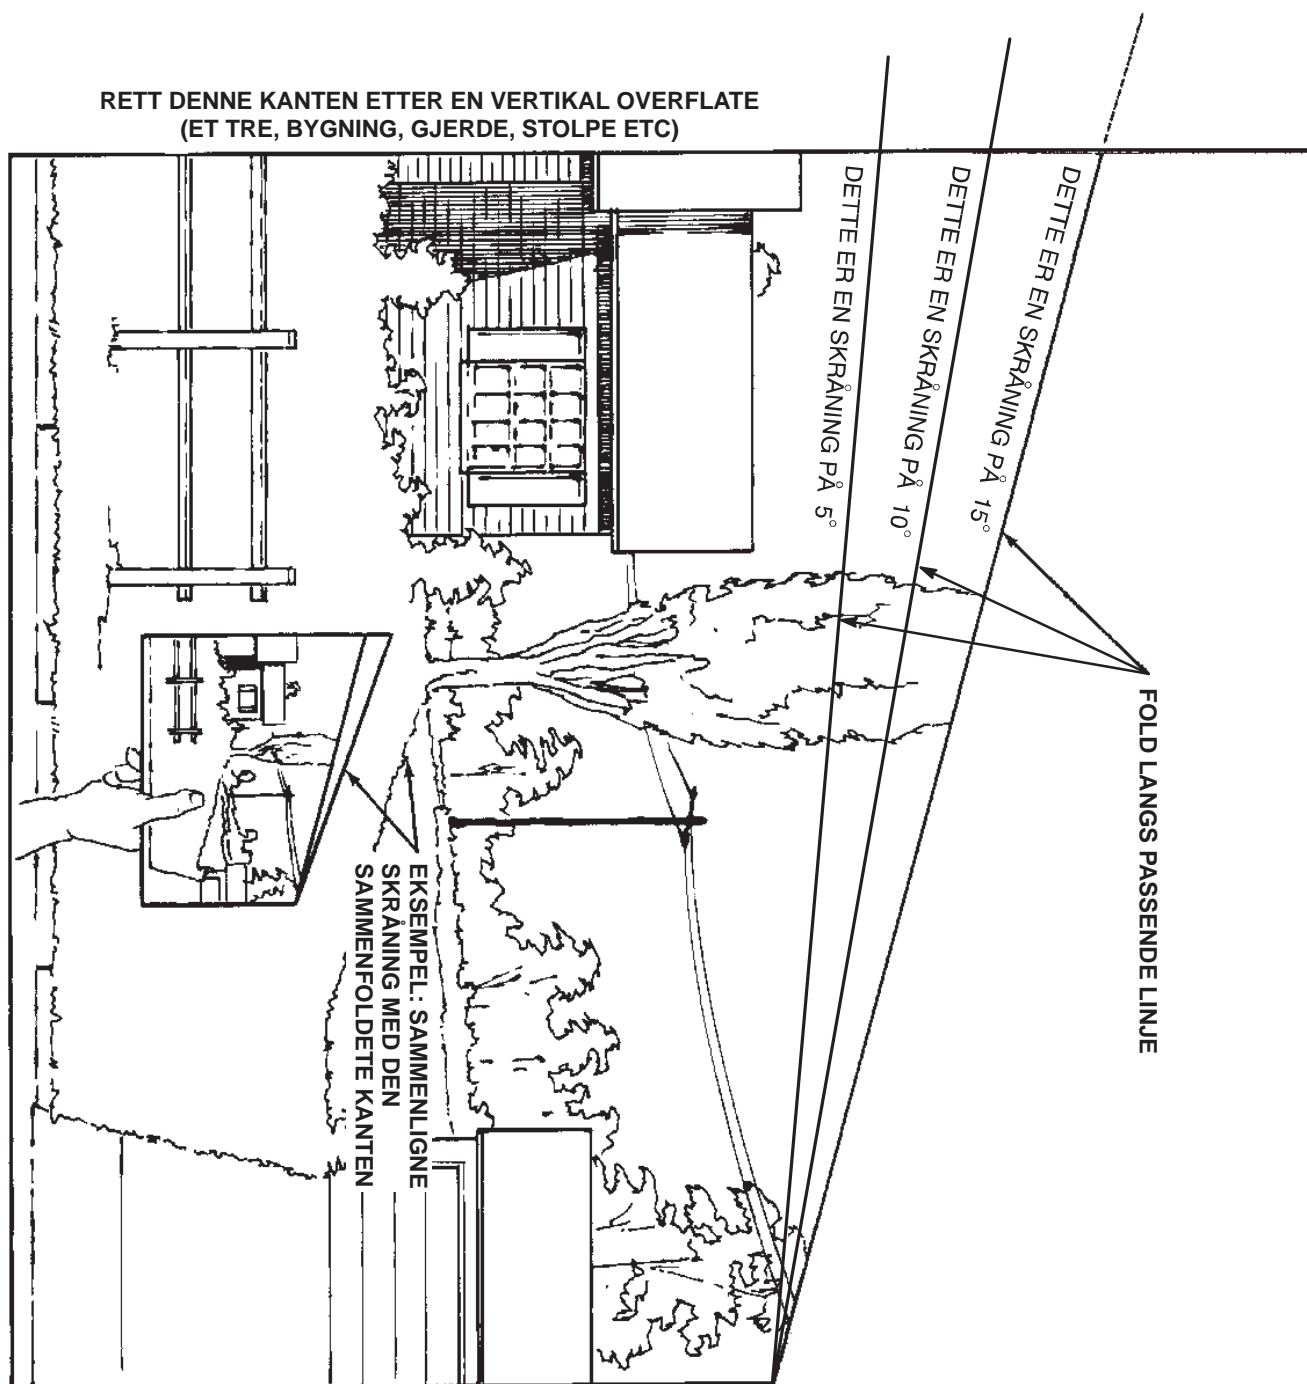 RETT DENNE KANTEN ETTER EN VERTIKAL OVERFLATE
(ET TRE, BYGNING, GJERDE, STOLPE ETC)
DETTE ER EN SKRÅNING PÅ 15°
DETTE ER EN SKRÅNING PÅ 10°
DETTE ER EN SKRÅNING PÅ 5°
FOLD LANGS PASSENDE LINJE
EKSEMPEL: SAMMENLIGNE
SKRÅNING MED DEN
SAMMENFOLDETE KANTEN